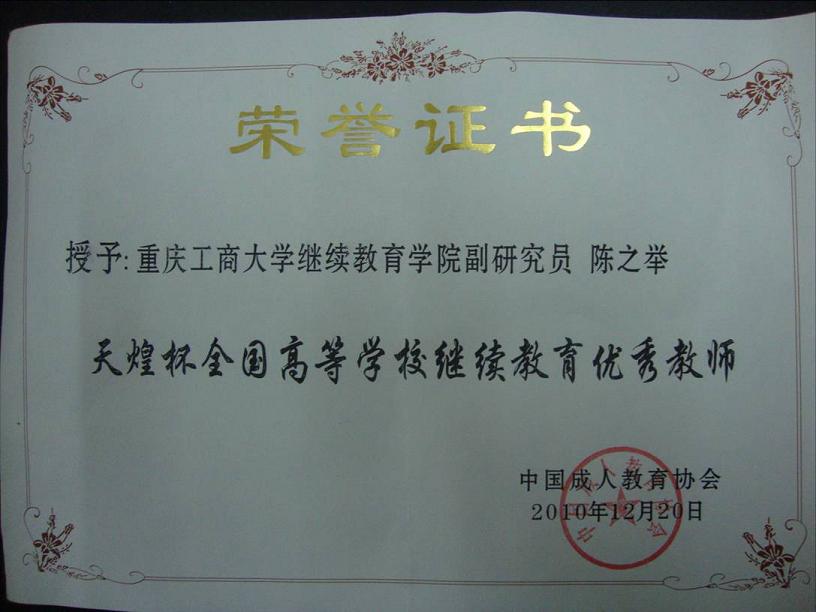 荣誉证书
授予:重庆工商大学继续教育学院副研究员 陈之举
天煌杯全国高等学校继续教育优秀教师
中国成人教育协会
2010年12月20日